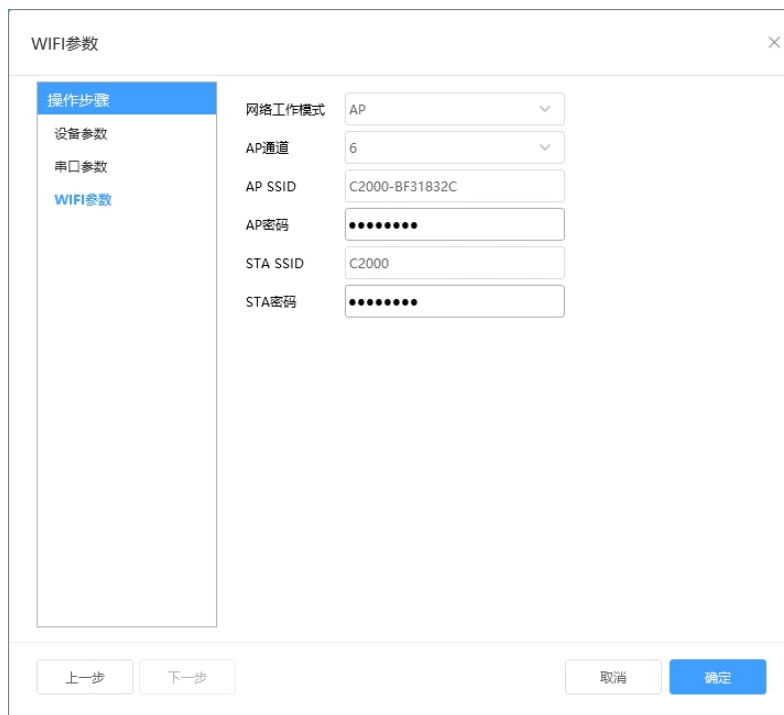 WIFI参数
操作步骤
设备参数
串口参数
WIFI参数
网络工作模式 AP
AP通道 6
AP SSID C2000-BF31832C
AP密码 ●●●●●●●●
STA SSID C2000
STA密码 ●●●●●●●●
上一步 下一步 取消 确定